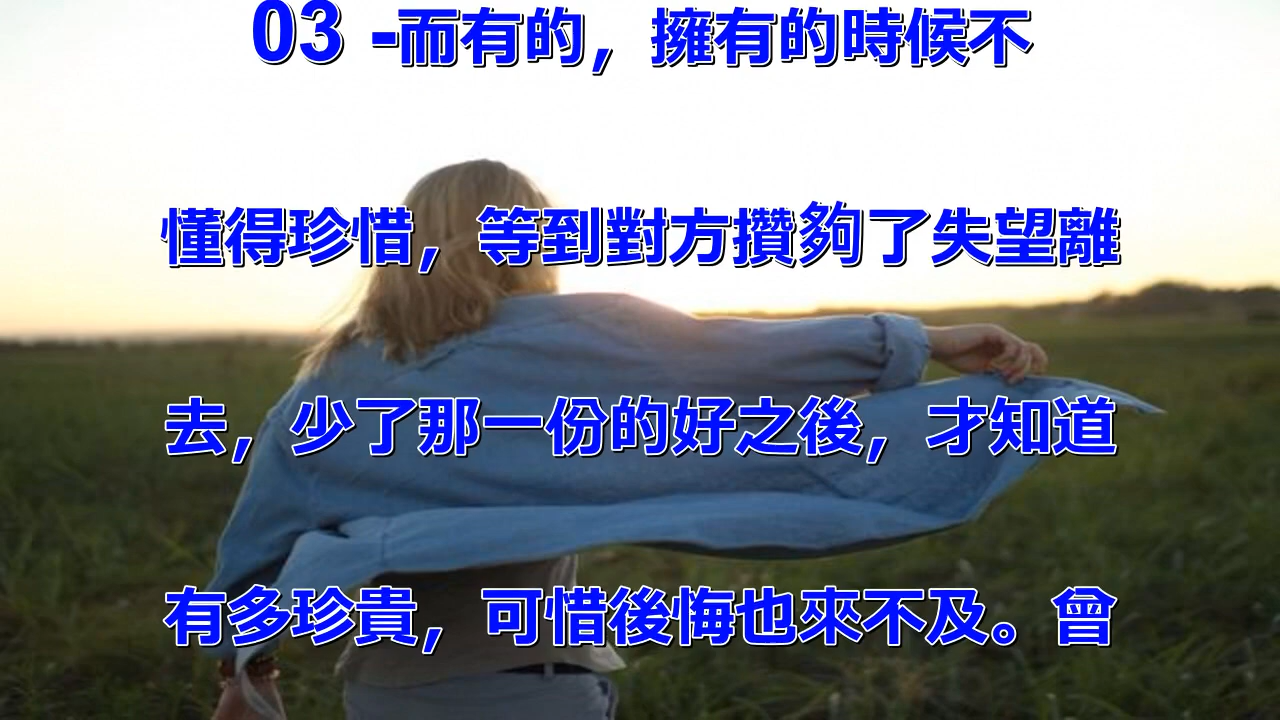 03 -而有的，擁有的時候不
懂得珍惜，等到對方攢夠了失望離
去，少了那一份的好之後，才知道
有多珍貴，可惜後悔也來不及。曾